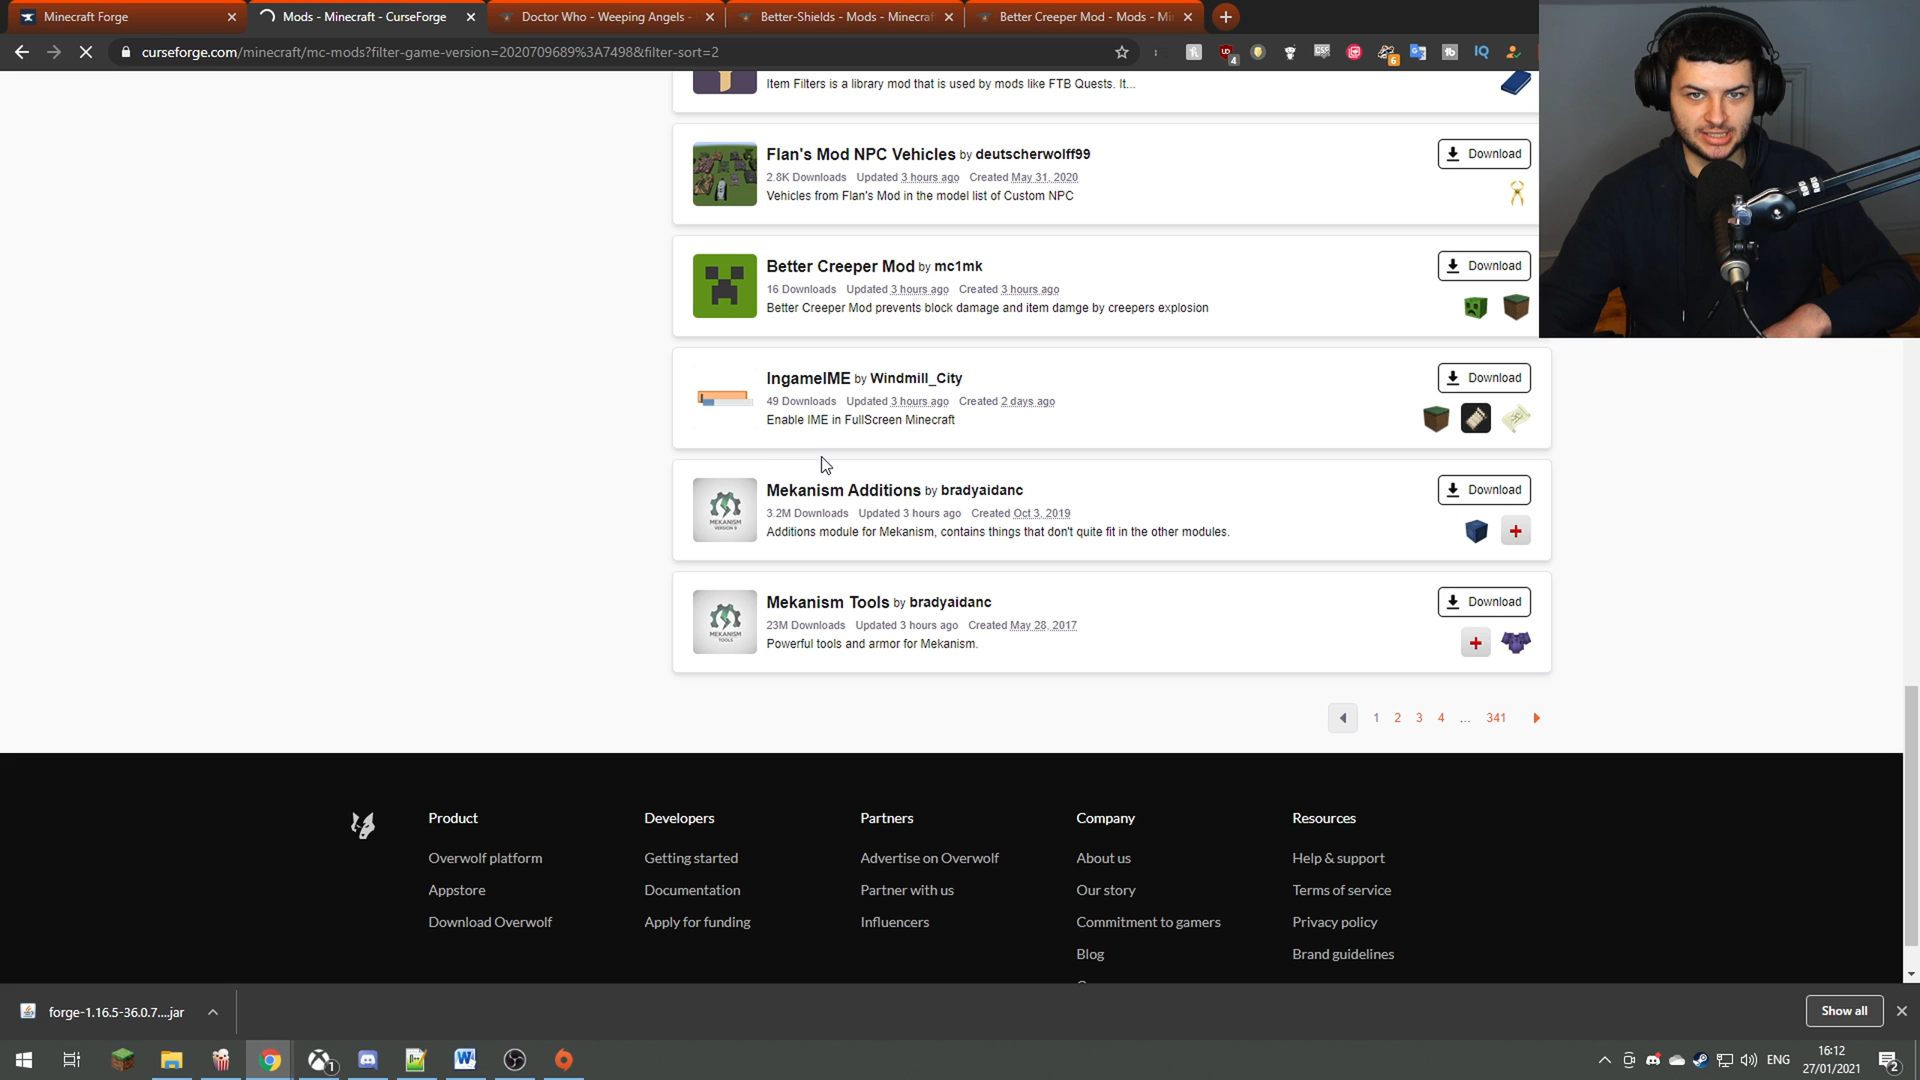 Minecraft Forge
Mods - Minecraft - CurseForge
Doctor Who - Weeping Angels -
Better-Shields - Mods - Minecraf
Better Creeper Mod - Mods - Mi
curseforge.com/minecraft/mc-mods?filter-game-version=2020709689%3A7498&filter-sort=2
Item Filters is a library mod that is used by mods like FTB Quests. It...
Flan's Mod NPC Vehicles by deutscherwolff99
Download
2.8K Downloads Updated 3 hours ago Created May 31, 2020
Vehicles from Flan's Mod in the model list of Custom NPC
Better Creeper Mod by mc1mk
Download
16 Downloads Updated 3 hours ago Created 3 hours ago
Better Creeper Mod prevents block damage and item damge by creepers explosion
IngameIME by Windmill_City
Download
49 Downloads Updated 3 hours ago Created 2 days ago
Enable IME in FullScreen Minecraft
Mekanism Additions by bradyaidanc
Download
3.2M Downloads Updated 3 hours ago Created Oct 3, 2019
Additions module for Mekanism, contains things that don't quite fit in the other modules.
Mekanism Tools by bradyaidanc
Download
23M Downloads Updated 3 hours ago Created May 28, 2017
Powerful tools and armor for Mekanism.
MEKANISM
MEKANISM
TOOLS
1 2 3 4 ... 341
Product
Overwolf platform
Appstore
Download Overwolf
Developers
Getting started
Documentation
Apply for funding
Partners
Advertise on Overwolf
Partner with us
Influencers
Company
About us
Our story
Commitment to gamers
Blog
Resources
Help & support
Terms of service
Privacy policy
Brand guidelines
forge-1.16.5-36.0.7....jar
Show all
ENG
16:12
27/01/2021